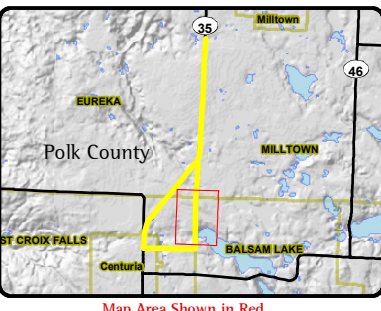 35
Milltown
46
EUREKA
Polk County
MILLTOWN
ST CROIX FALLS
BALSAM LAKE
Centuria
Map Area Shown in Red